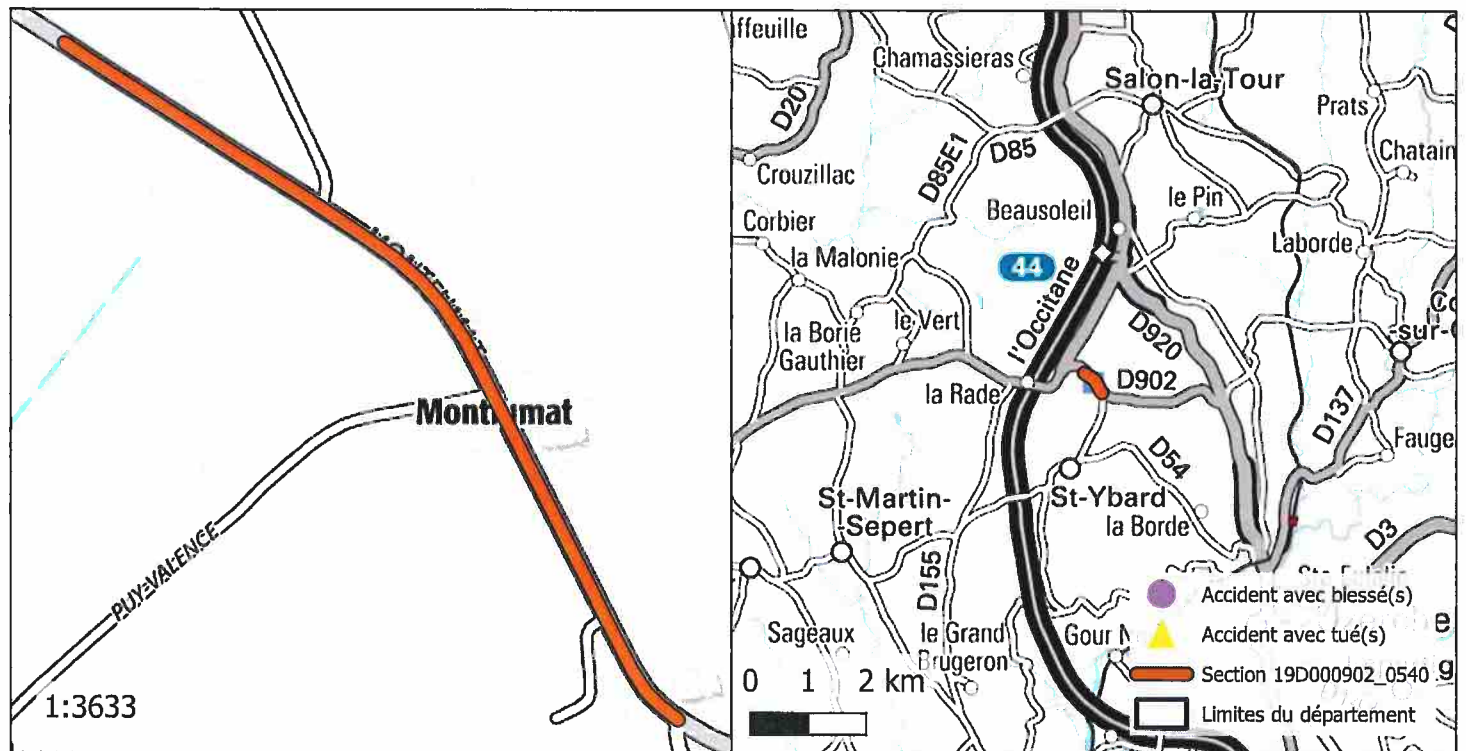 PUY-VALENCE
1:3633
ffeuille
Chamassieras
Salon-la-Tour
D20
Prats
D85E1
D85
Chatain
Crouzillac
le Pin
Beausoleil
Corbier
Laborde
la Malonie
44
l'Occitane
la Borie
Gauthier
le Vert
D920
-sur-
la Rade
D902
D137
Fauge
D54
St-Martin-
-Sepert
St-Ybard
la Borde
D3
D155
Accident avec blessé(s)
Sageaux
le Grand
Brugeron
Gour
Accident avec tué(s)
0 1 2 km
Section 19D000902_0540
Limites du département